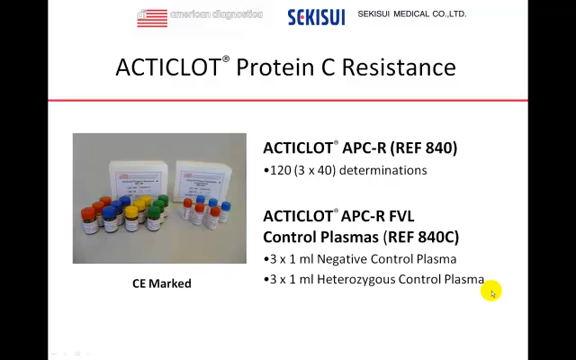 american diagnostica
SEKISUI
SEKISUI MEDICAL CO.,LTD.
ACTICLOT® Protein C Resistance
ACTICLOT® APC-R (REF 840)
•120 (3 x 40) determinations
ACTICLOT® APC-R FVL
Control Plasmas (REF 840C)
•3 x 1 ml Negative Control Plasma
•3 x 1 ml Heterozygous Control Plasma
CE Marked